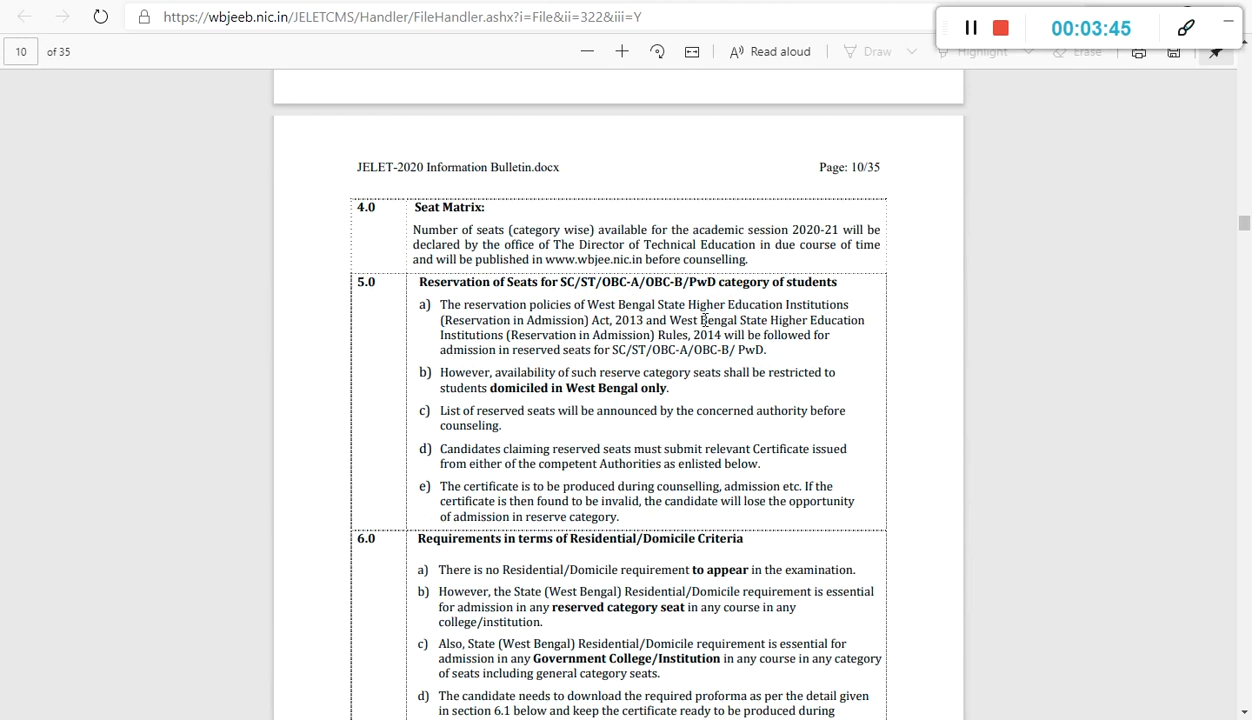 https://wbjeeb.nic.in/JELETCMS/Handler/FileHandler.ashx?i=File&ii=322&iii=Y
00:03:45
10 of 35
Read aloud
Draw
Highlight
Erase
JELET-2020 Information Bulletin.docx Page: 10/35
4.0 Seat Matrix:
Number of seats (category wise) available for the academic session 2020-21 will be
declared by the office of The Director of Technical Education in due course of time
and will be published in www.wbjee.nic.in before counselling.
5.0 Reservation of Seats for SC/ST/OBC-A/OBC-B/PwD category of students
a) The reservation policies of West Bengal State Higher Education Institutions
(Reservation in Admission) Act, 2013 and West Bengal State Higher Education
Institutions (Reservation in Admission) Rules, 2014 will be followed for
admission in reserved seats for SC/ST/OBC-A/OBC-B/ PwD.
b) However, availability of such reserve category seats shall be restricted to
students domiciled in West Bengal only.
c) List of reserved seats will be announced by the concerned authority before
counseling.
d) Candidates claiming reserved seats must submit relevant Certificate issued
from either of the competent Authorities as enlisted below.
e) The certificate is to be produced during counselling, admission etc. If the
certificate is then found to be invalid, the candidate will lose the opportunity
of admission in reserve category.
6.0 Requirements in terms of Residential/Domicile Criteria
a) There is no Residential/Domicile requirement to appear in the examination.
b) However, the State (West Bengal) Residential/Domicile requirement is essential
for admission in any reserved category seat in any course in any
college/institution.
c) Also, State (West Bengal) Residential/Domicile requirement is essential for
admission in any Government College/Institution in any course in any category
of seats including general category seats.
d) The candidate needs to download the required proforma as per the detail given
in section 6.1 below and keep the certificate ready to be produced during